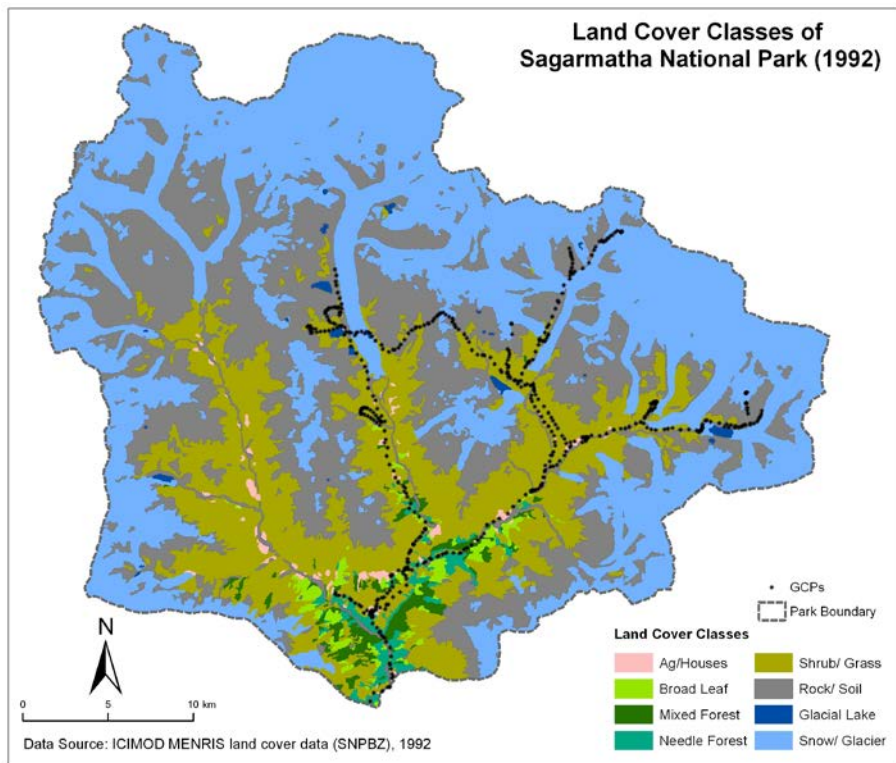 Land Cover Classes of
Sagarmatha National Park (1992)
GCPs
Park Boundary
N
Land Cover Classes
Ag/Houses
Shrub/ Grass
Broad Leaf
Rock/ Soil
Mixed Forest
Glacial Lake
Needle Forest
Snow/ Glacier
0 5 10 km
Data Source: ICIMOD MENRIS land cover data (SNPBZ), 1992